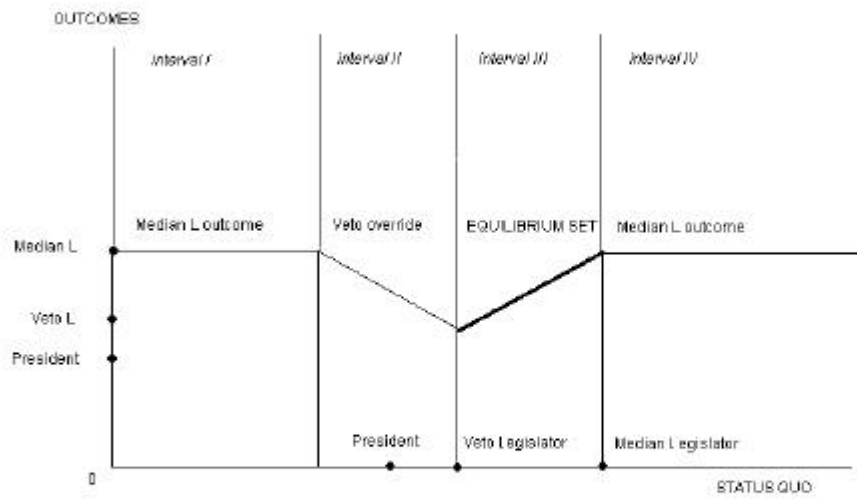 OUTCOMES
Interval I
Interval II
Interval III
Interval IV
Median L outcome
Veto override
EQUILIBRIUM SET
Median L outcome
Median L
Veto L
President
President
Veto Legislator
Median Legislator
0
STATUS QUO